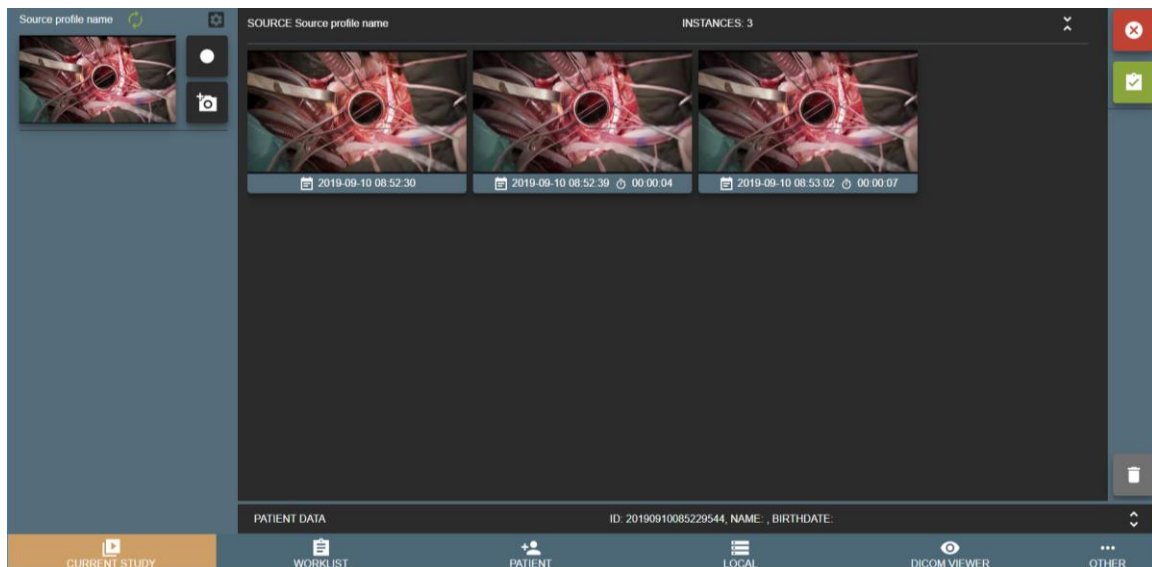 Source profile name
SOURCE Source profile name
INSTANCES: 3
2019-09-10 08:52:30
2019-09-10 08:52:39 00:00:04
2019-09-10 08:53:02 00:00:07
PATIENT DATA
ID: 20190910085229544, NAME: , BIRTHDATE:
CURRENT STUDY
WORKLIST
PATIENT
LOCAL
DICOM VIEWER
OTHER